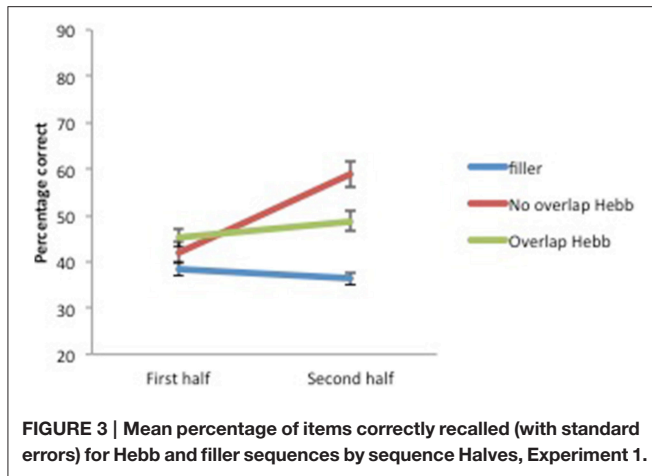 90
80
70
60
50
40
30
20
Percentage correct
First half
Second half
filler
No overlap Hebb
Overlap Hebb
FIGURE 3 | Mean percentage of items correctly recalled (with standard
errors) for Hebb and filler sequences by sequence Halves, Experiment 1.